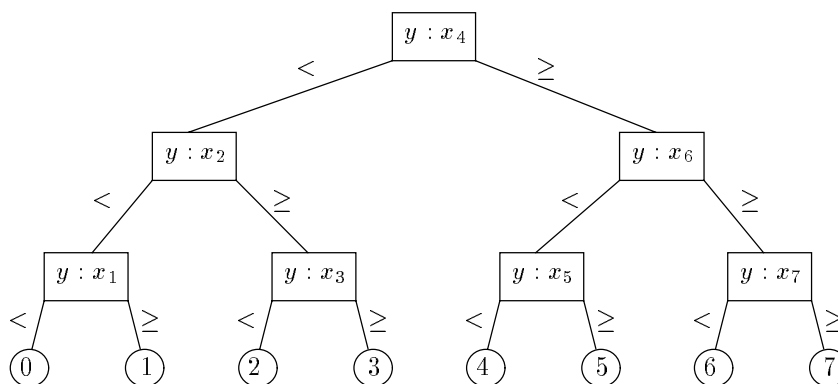 y : x₄
< ≥
y : x₂ y : x₆
< ≥ < ≥
y : x₁ y : x₃ y : x₅ y : x₇
< ≥ < ≥ < ≥ < ≥
0 1 2 3 4 5 6 7